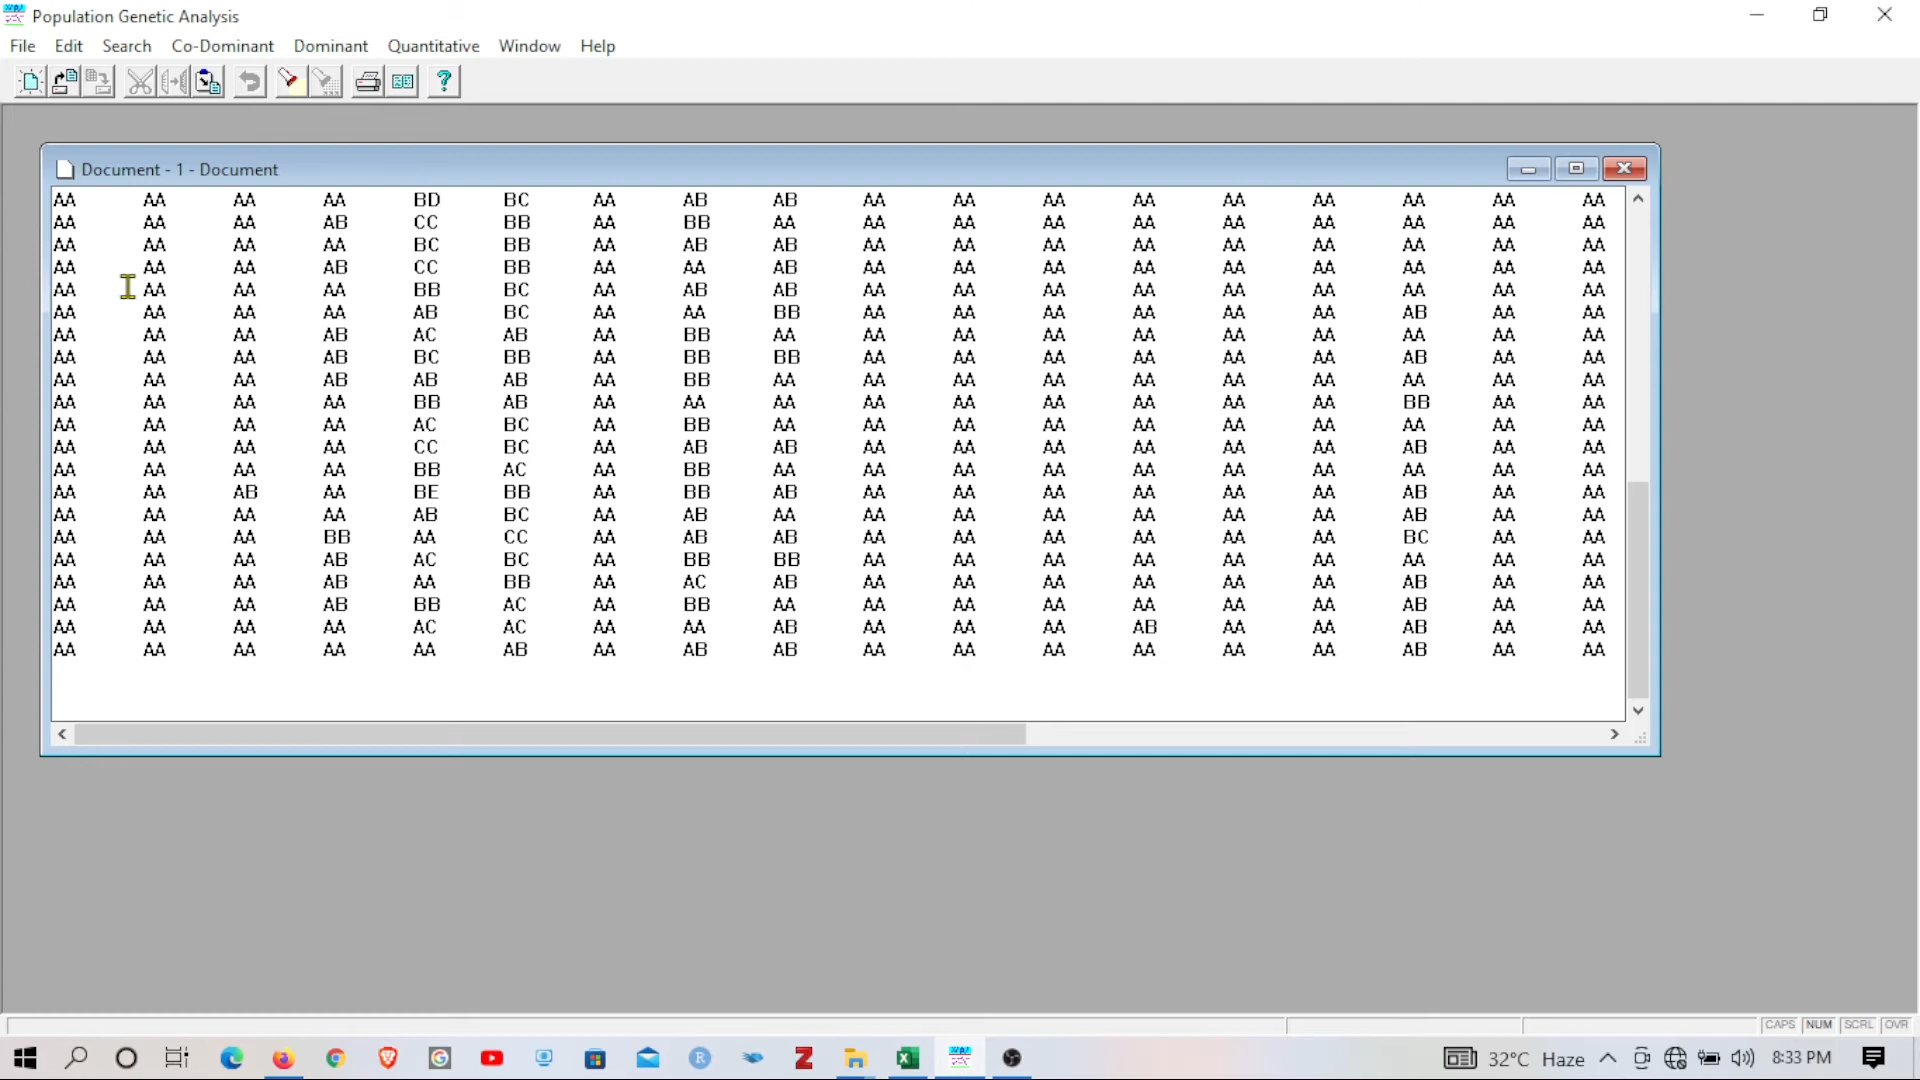 Population Genetic Analysis
File Edit Search Co-Dominant Dominant Quantitative Window Help
Document - 1 - Document
AA AA AA AA BD BC AA AB AB AA AA AA AA AA AA AA AA AA
AA AA AA AB CC BB AA BB AA AA AA AA AA AA AA AA AA AA
AA AA AA AA BC BB AA AB AB AA AA AA AA AA AA AA AA AA
AA AA AA AB CC BB AA AA AB AA AA AA AA AA AA AA AA AA
AA AA AA AA BB BC AA AB AB AA AA AA AA AA AA AA AA AA
AA AA AA AA AB BC AA AA BB AA AA AA AA AA AA AB AA AA
AA AA AA AB AC AB AA BB AA AA AA AA AA AA AA AA AA AA
AA AA AA AB BC BB AA BB BB AA AA AA AA AA AA AB AA AA
AA AA AA AB AB AB AA BB AA AA AA AA AA AA AA AA AA AA
AA AA AA AA BB AB AA AA AA AA AA AA AA AA AA BB AA AA
AA AA AA AA AC BC AA BB AA AA AA AA AA AA AA AA AA AA
AA AA AA AA CC BC AA AB AB AA AA AA AA AA AA AB AA AA
AA AA AA AA BB AC AA BB AA AA AA AA AA AA AA AA AA AA
AA AA AB AA BE BB AA BB AB AA AA AA AA AA AA AB AA AA
AA AA AA AA AB BC AA AB AA AA AA AA AA AA AA AB AA AA
AA AA AA BB AA CC AA AB AB AA AA AA AA AA AA BC AA AA
AA AA AA AB AC BC AA BB BB AA AA AA AA AA AA AA AA AA
AA AA AA AB AA BB AA AC AB AA AA AA AA AA AA AB AA AA
AA AA AA AB BB AC AA BB AA AA AA AA AA AA AA AB AA AA
AA AA AA AA AC AC AA AA AB AA AA AA AB AA AA AB AA AA
AA AA AA AA AA AB AA AB AB AA AA AA AA AA AA AB AA AA
CAPS NUM SCRL OVR
32°C Haze 8:33 PM